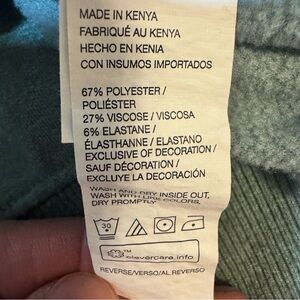 MADE IN KENYA
FABRIQUÉ AU KENYA
HECHO EN KENIA
CON INSUMOS IMPORTADOS
67% POLYESTER /
POLIÉSTER
27% VISCOSE / VISCOSA
6% ELASTANE /
ÉLASTHANNE / ELASTANO
EXCLUSIVE OF DECORATION /
SAUF DÉCORATION /
EXCLUYE LA DECORACIÓN
WASH AND DRY INSIDE OUT,
WASH WITH LIKE COLORS,
DRY PROMPTLY
30
TM
clevercare.info
REVERSE/VERSO/AL REVERSO